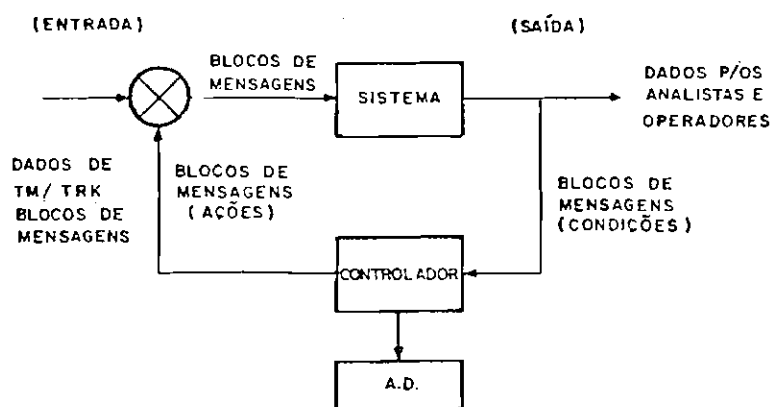 (ENTRADA)
(SAÍDA)
BLOCOS DE
MENSAGENS
SISTEMA
DADOS P/OS
ANALISTAS E
OPERADORES
DADOS DE
TM/ TRK
BLOCOS DE
MENSAGENS
BLOCOS DE
MENSAGENS
(AÇÕES)
BLOCOS DE
MENSAGENS
(CONDIÇÕES)
CONTROLADOR
A.D.